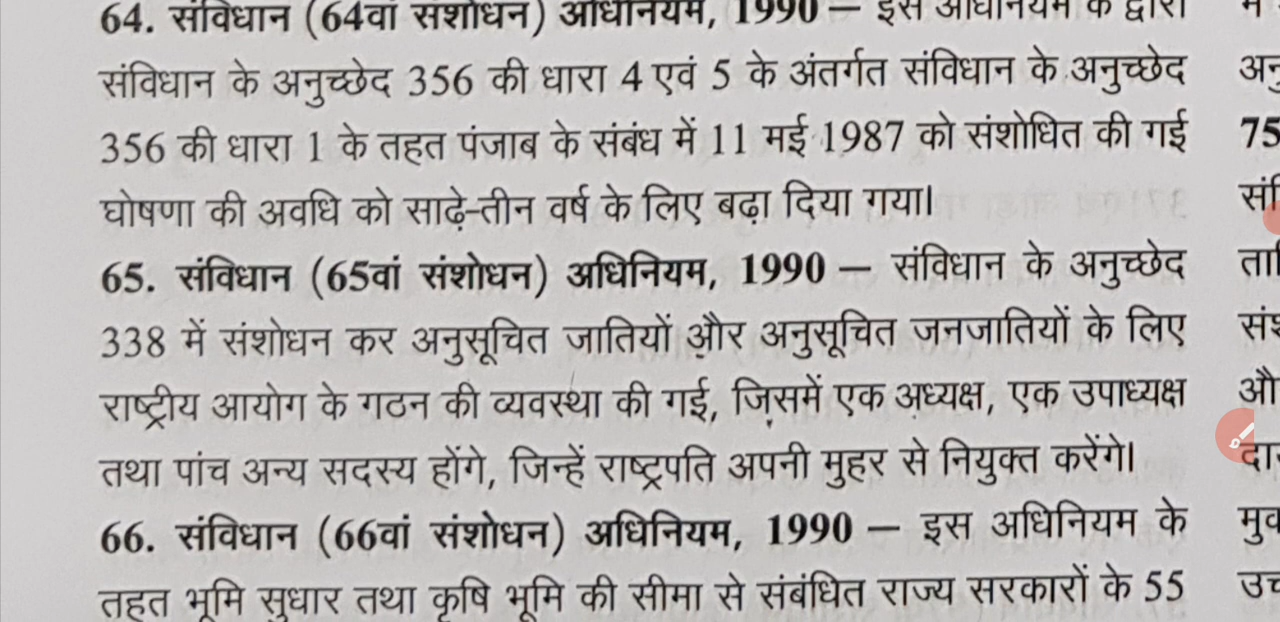 64. संविधान (64वां संशोधन) अधिनियम, 1990 – इस अधिनियम के द्वारा
संविधान के अनुच्छेद 356 की धारा 4 एवं 5 के अंतर्गत संविधान के अनुच्छेद
356 की धारा 1 के तहत पंजाब के संबंध में 11 मई 1987 को संशोधित की गई
घोषणा की अवधि को साढ़े-तीन वर्ष के लिए बढ़ा दिया गया।
65. संविधान (65वां संशोधन) अधिनियम, 1990 – संविधान के अनुच्छेद
338 में संशोधन कर अनुसूचित जातियों और अनुसूचित जनजातियों के लिए
राष्ट्रीय आयोग के गठन की व्यवस्था की गई, जिसमें एक अध्यक्ष, एक उपाध्यक्ष
तथा पांच अन्य सदस्य होंगे, जिन्हें राष्ट्रपति अपनी मुहर से नियुक्त करेंगे।
66. संविधान (66वां संशोधन) अधिनियम, 1990 – इस अधिनियम के
तहत भूमि सुधार तथा कृषि भूमि की सीमा से संबंधित राज्य सरकारों के 55
75